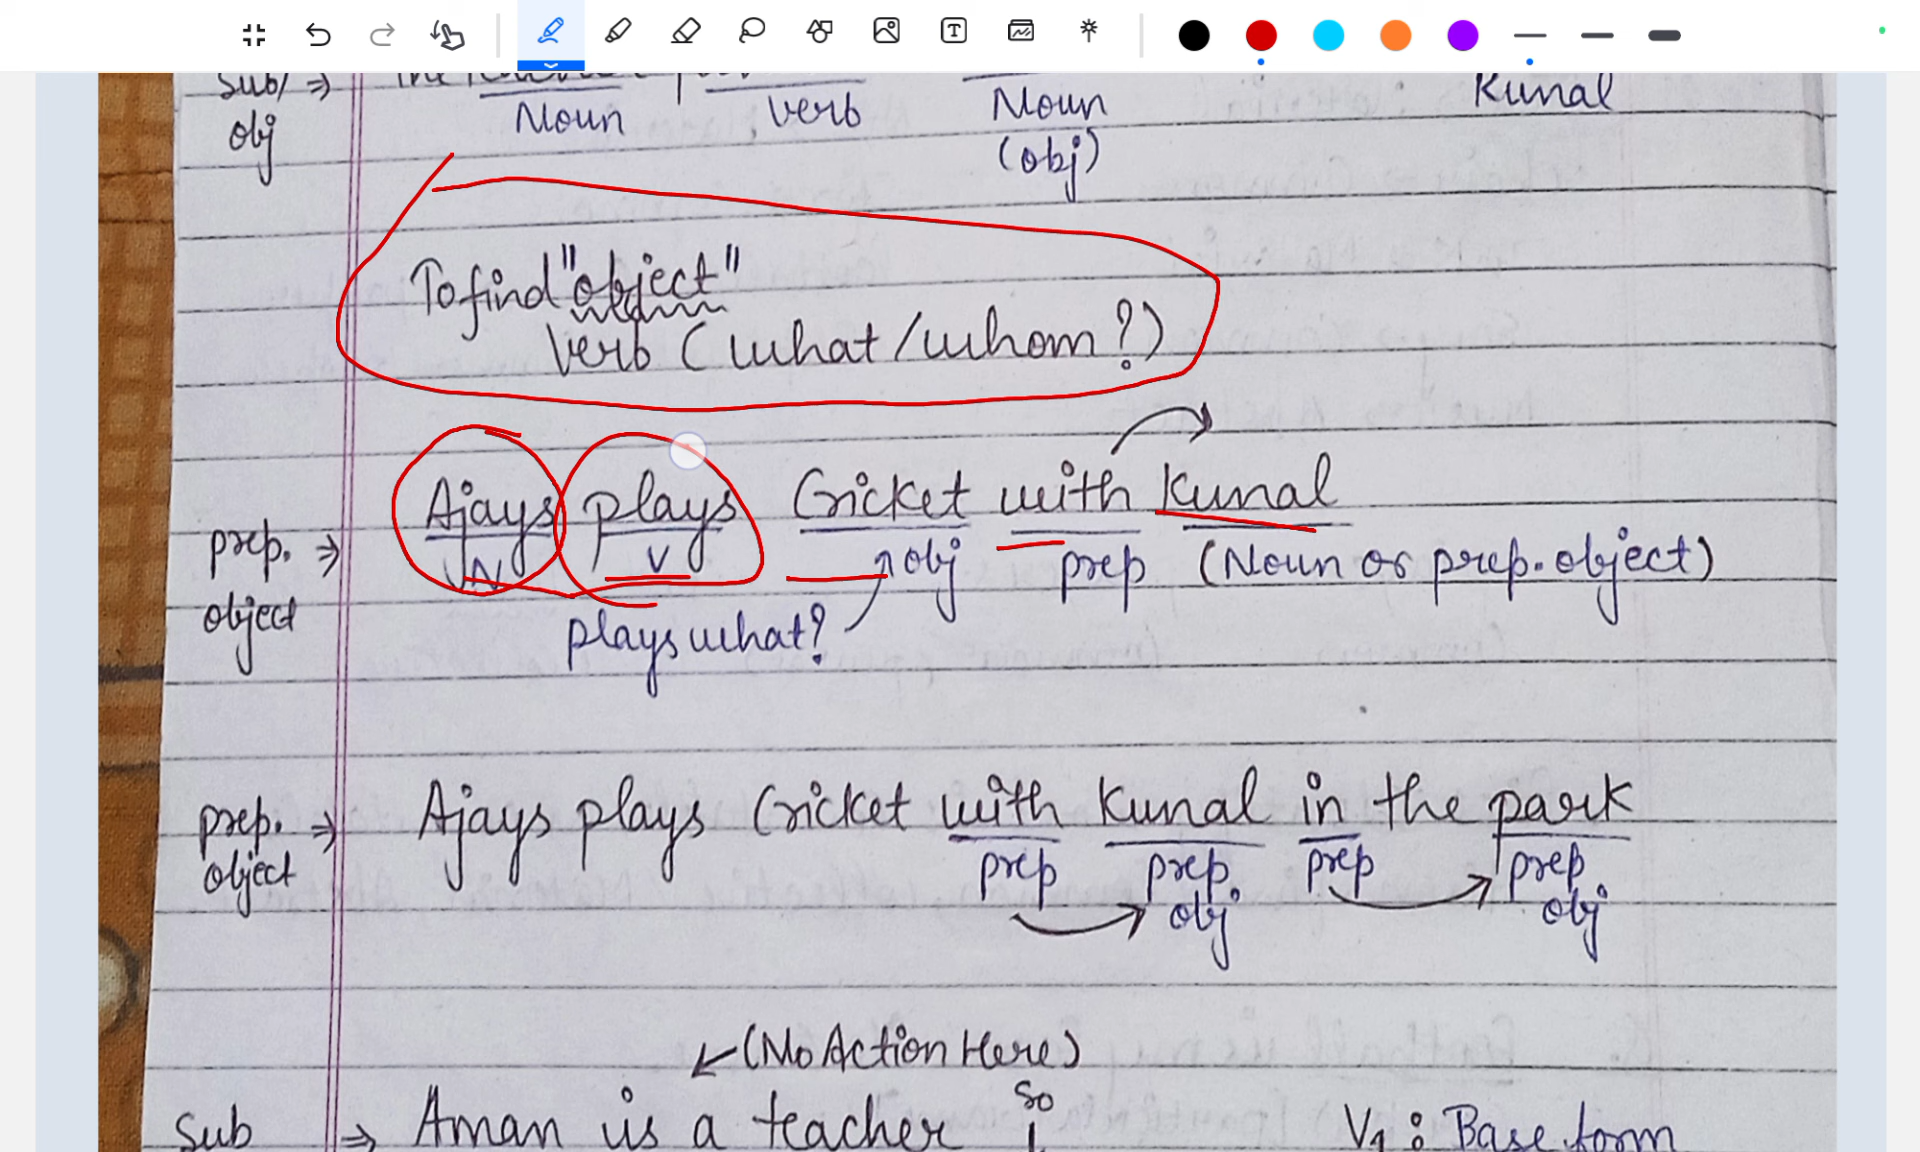 Sub/ ⇒
obj
Noun verb Noun Kunal
(obj)
To find "object"
Verb (what/whom?)
prep. ⇒ Ajays plays Cricket with Kunal
object N V obj prep (Noun or prep. object)
plays what?
prep. ⇒ Ajays plays Cricket with Kunal in the park
object prep prep. obj prep prep obj
↙ (No Action Here)
Sub ⇒ Aman is a teacher so V1 : Base form